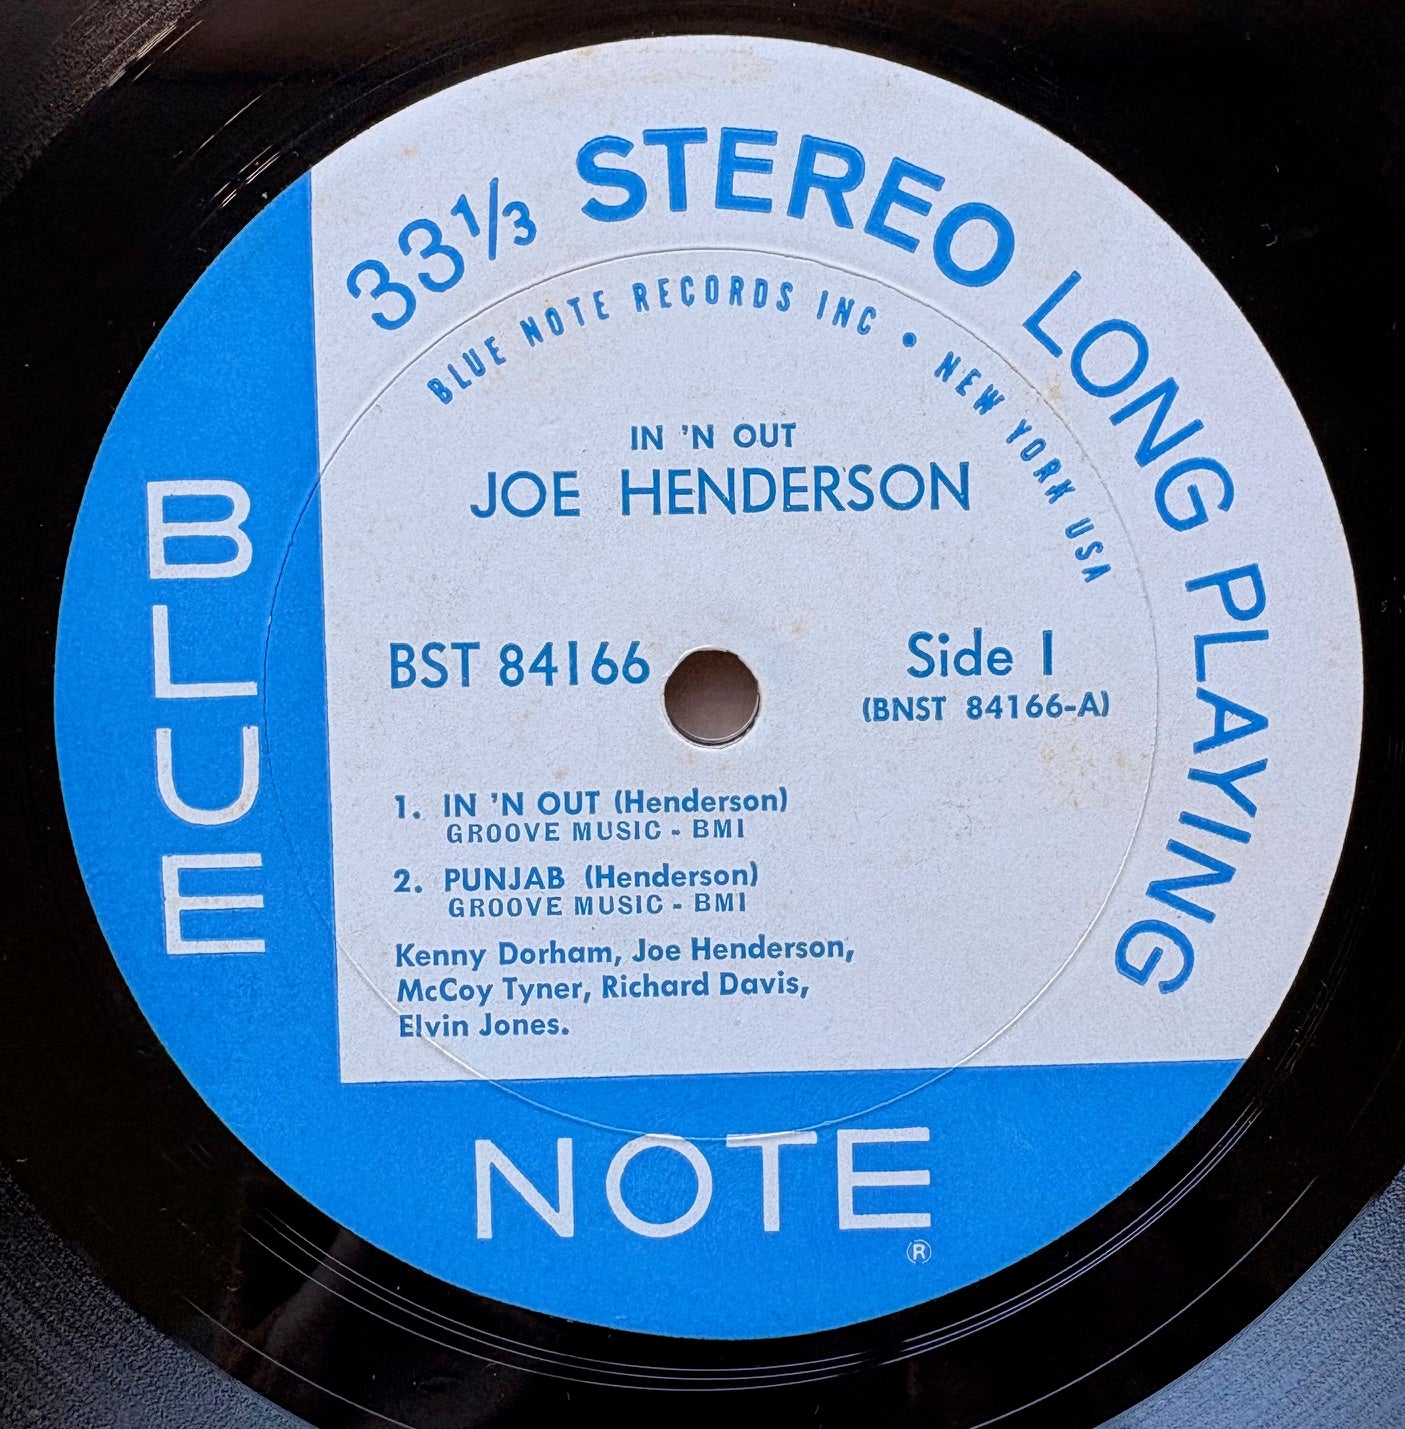 33⅓ STEREO LONG PLAYING
BLUE NOTE RECORDS INC • NEW YORK USA
IN 'N OUT
JOE HENDERSON
BST 84166
Side 1
(BNST 84166-A)
1. IN 'N OUT (Henderson)
GROOVE MUSIC - BMI
2. PUNJAB (Henderson)
GROOVE MUSIC - BMI
Kenny Dorham, Joe Henderson,
McCoy Tyner, Richard Davis,
Elvin Jones.
BLUE
NOTE
®